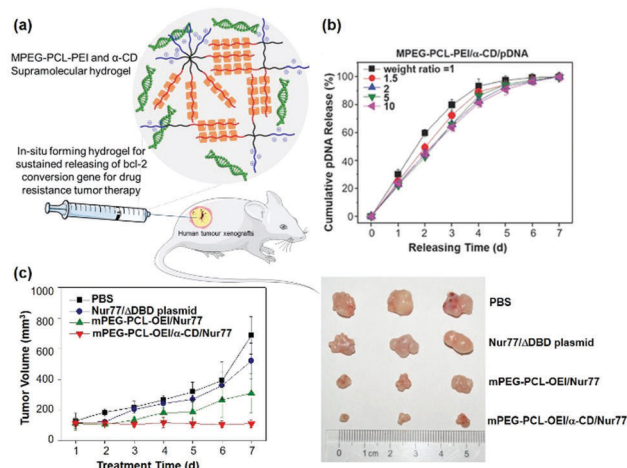 (a)
MPEG-PCL-PEI and α-CD
Supramolecular hydrogel
In-situ forming hydrogel for
sustained releasing of bcl-2
conversion gene for drug
resistance tumor therapy
Human tumour xenografts
(b)
MPEG-PCL-PEI/α-CD/pDNA
weight ratio =1
1.5
2
5
10
Cumulative pDNA Release (%)
100
80
60
40
20
0
0 1 2 3 4 5 6 7
Releasing Time (d)
(c)
PBS
Nur77/ΔDBD plasmid
mPEG-PCL-OEI/Nur77
mPEG-PCL-OEI/α-CD/Nur77
Tumor Volume (mm³)
1000
800
600
400
200
0
1 2 3 4 5 6 7
Treatment Time (d)
PBS
Nur77/ΔDBD plasmid
mPEG-PCL-OEI/Nur77
mPEG-PCL-OEI/α-CD/Nur77
0 1cm 2 3 4 5